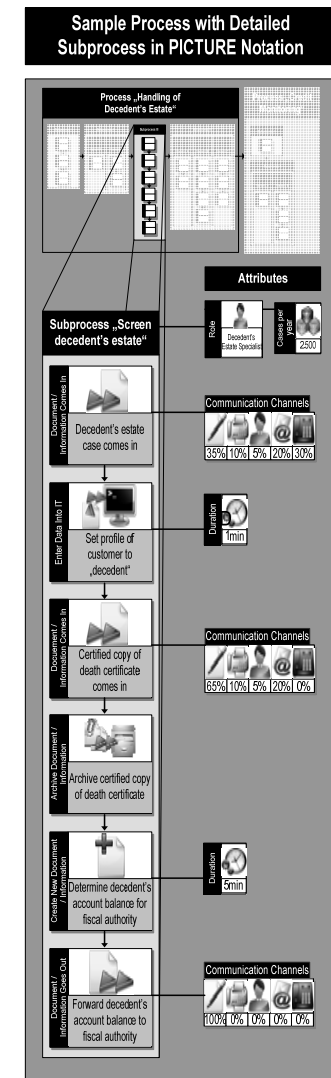 Sample Process with Detailed
Subprocess in PICTURE Notation
Process „Handling of
Decedent's Estate“
Attributes
Subprocess „Screen
decedent's estate“
Role
Decedent's
Estate Specialist
Cases per
year
2.500
Document /
Information Comes In
Decedent's estate
case comes in
Communication Channels
35% 10% 5% 20% 30%
Enter Data Into IT
Set profile of
customer to
„decedent“
Duration
1min
Document /
Information Comes In
Certified copy of
death certificate
comes in
Communication Channels
65% 10% 5% 20% 0%
Archive Document /
Information
Archive certified copy
of death certificate
Create New Document
/ Information
Determine decedent's
account balance for
fiscal authority
Duration
5min
Document /
Information Goes Out
Forward decedent's
account balance to
fiscal authority
Communication Channels
100% 0% 0% 0% 0%